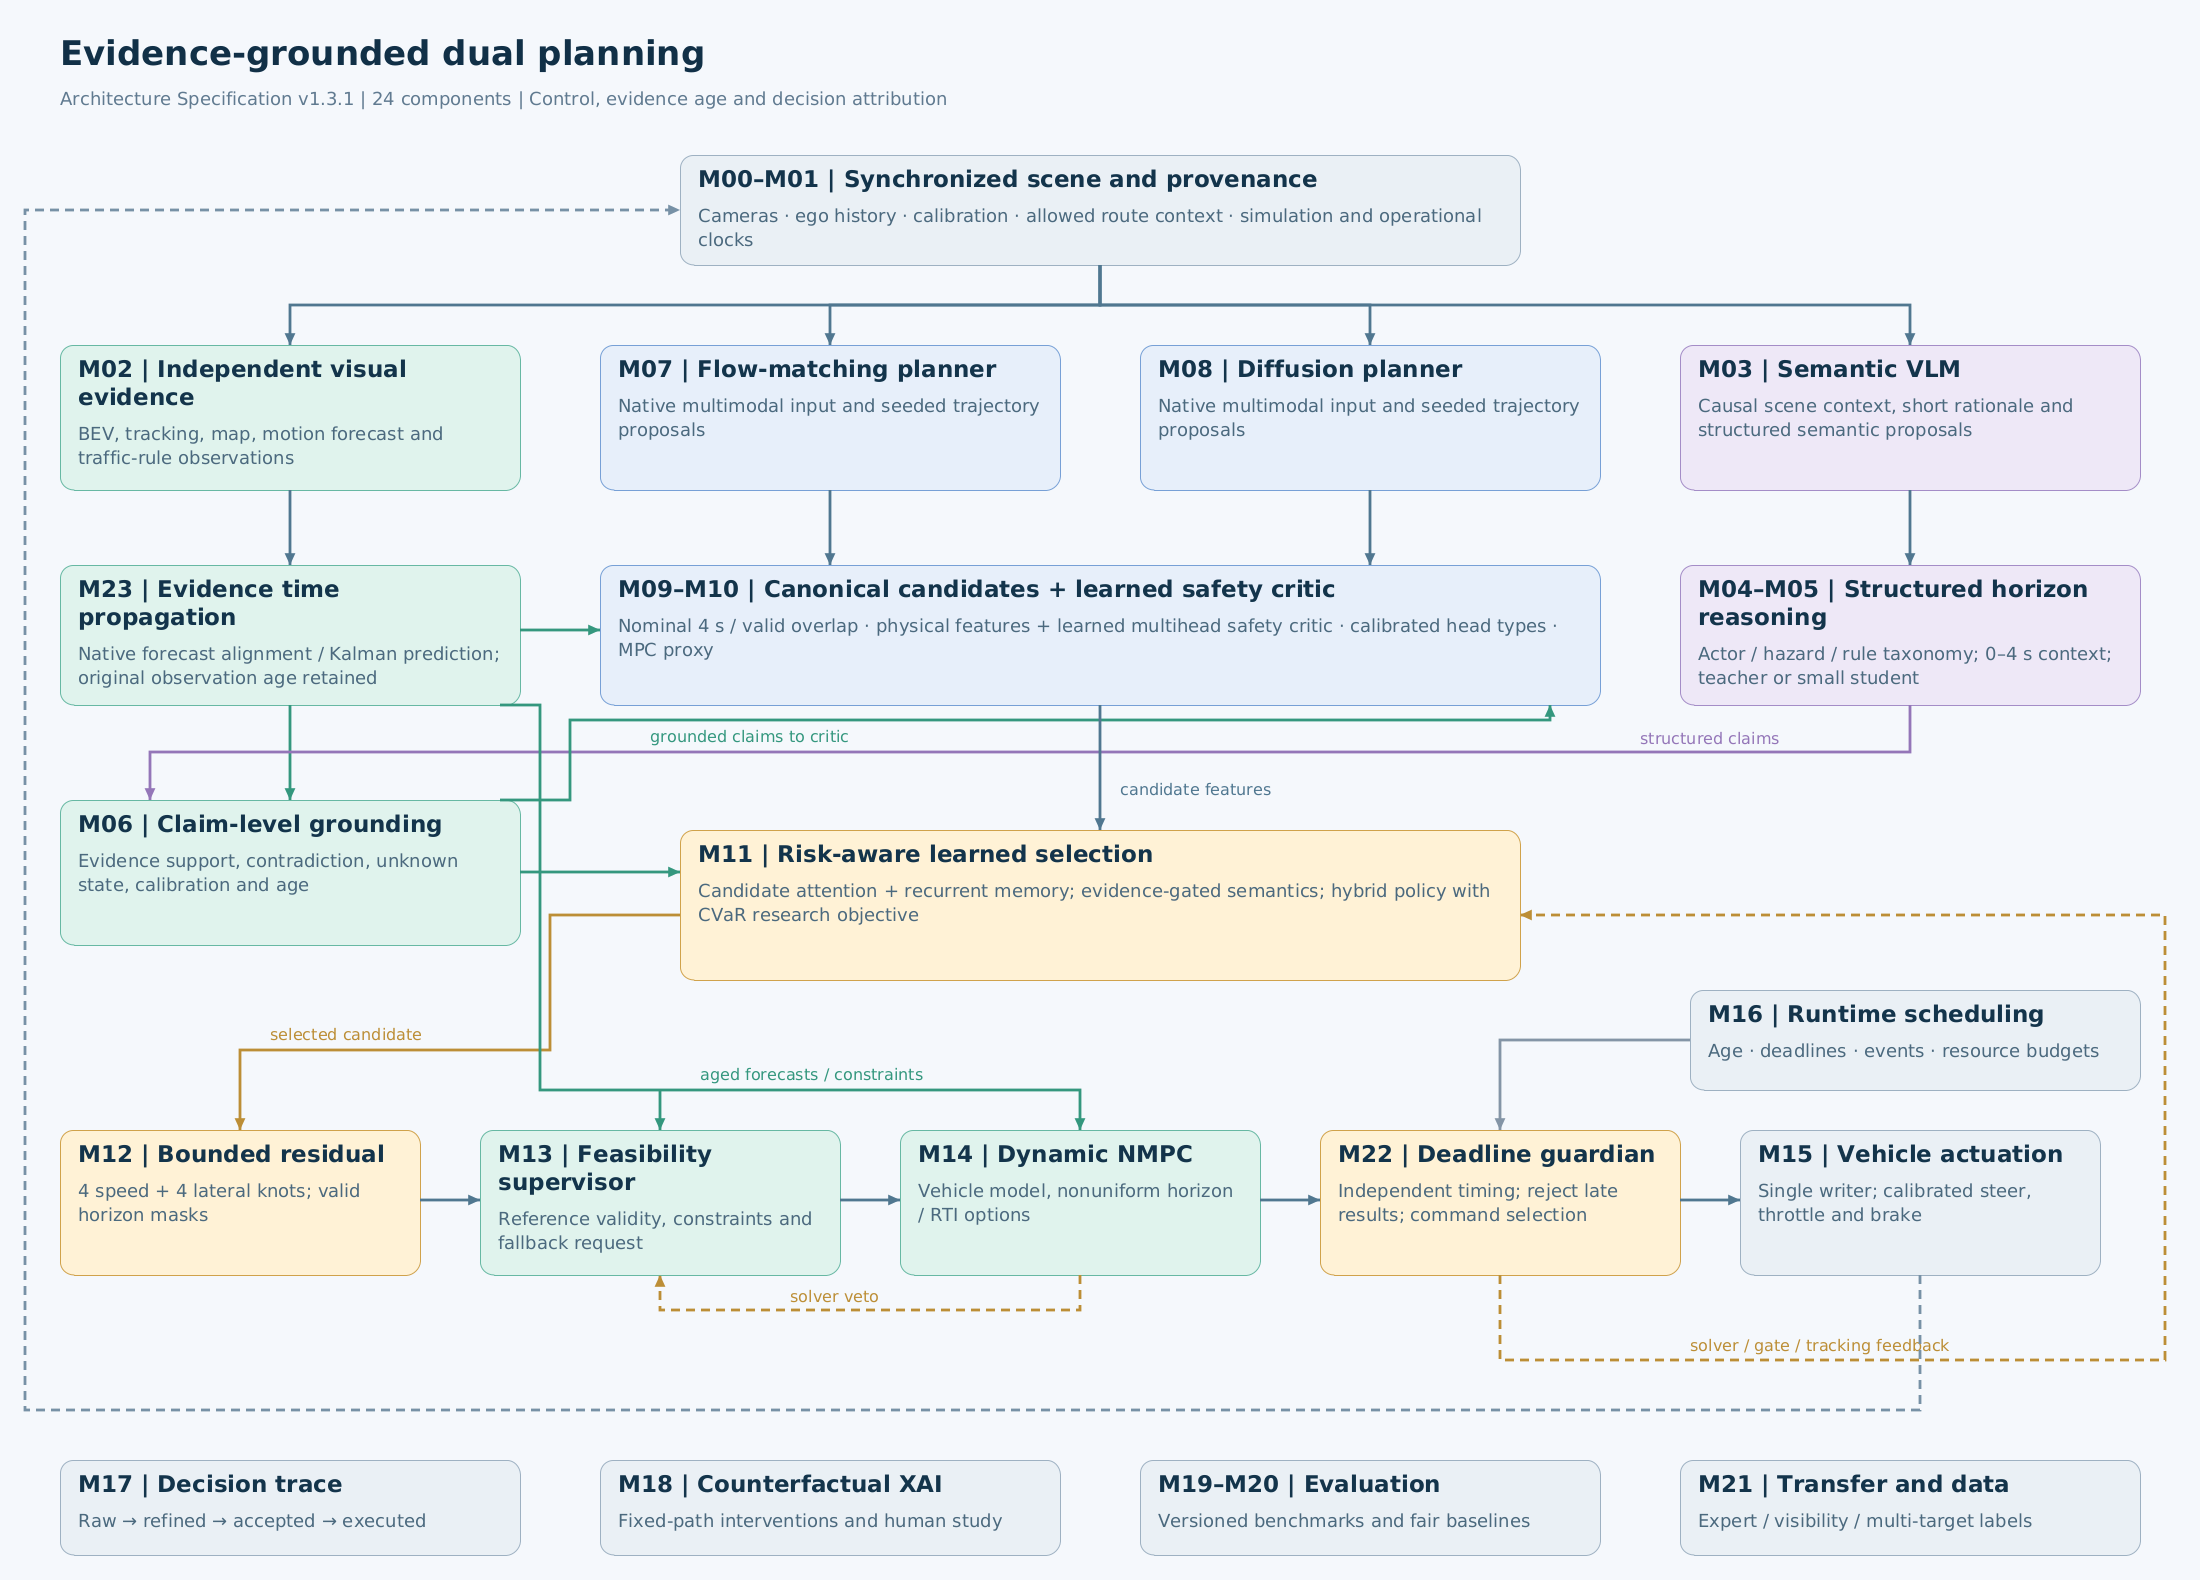 Evidence-grounded dual planning
Architecture Specification v1.3.1 | 24 components | Control, evidence age and decision attribution
M00–M01 | Synchronized scene and provenance
Cameras · ego history · calibration · allowed route context · simulation and operational
clocks
M02 | Independent visual
evidence
BEV, tracking, map, motion forecast and
traffic-rule observations
M07 | Flow-matching planner
Native multimodal input and seeded trajectory
proposals
M08 | Diffusion planner
Native multimodal input and seeded trajectory
proposals
M03 | Semantic VLM
Causal scene context, short rationale and
structured semantic proposals
M23 | Evidence time
propagation
Native forecast alignment / Kalman prediction;
original observation age retained
M09–M10 | Canonical candidates + learned safety critic
Nominal 4 s / valid overlap · physical features + learned multihead safety critic · calibrated head types ·
MPC proxy
M04–M05 | Structured horizon
reasoning
Actor / hazard / rule taxonomy; 0–4 s context;
teacher or small student
grounded claims to critic
structured claims
candidate features
M06 | Claim-level grounding
Evidence support, contradiction, unknown
state, calibration and age
M11 | Risk-aware learned selection
Candidate attention + recurrent memory; evidence-gated semantics; hybrid policy with
CVaR research objective
M16 | Runtime scheduling
Age · deadlines · events · resource budgets
selected candidate
aged forecasts / constraints
M12 | Bounded residual
4 speed + 4 lateral knots; valid
horizon masks
M13 | Feasibility
supervisor
Reference validity, constraints and
fallback request
M14 | Dynamic NMPC
Vehicle model, nonuniform horizon
/ RTI options
M22 | Deadline guardian
Independent timing; reject late
results; command selection
M15 | Vehicle actuation
Single writer; calibrated steer,
throttle and brake
solver veto
solver / gate / tracking feedback
M17 | Decision trace
Raw → refined → accepted → executed
M18 | Counterfactual XAI
Fixed-path interventions and human study
M19–M20 | Evaluation
Versioned benchmarks and fair baselines
M21 | Transfer and data
Expert / visibility / multi-target labels